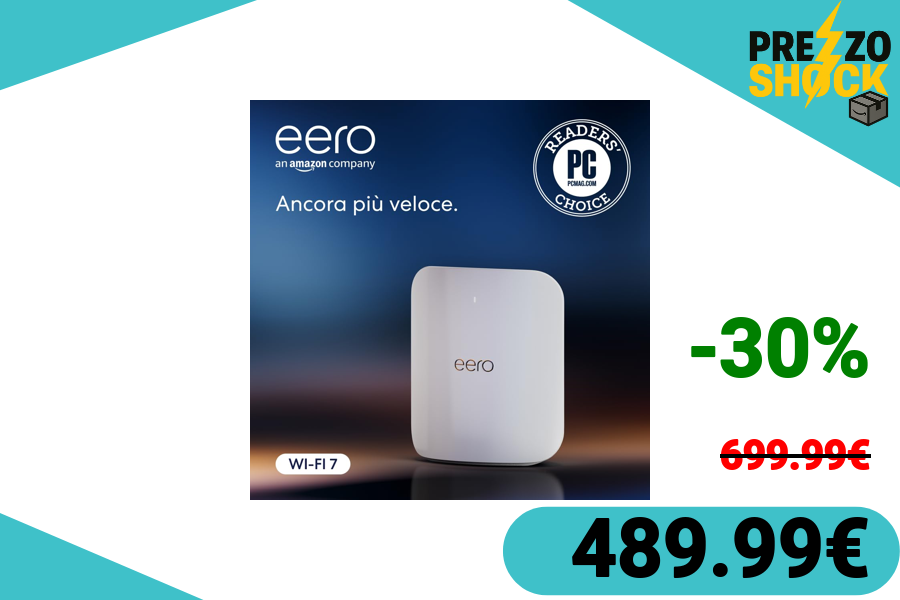 PREZZO
SHOCK
eero
an amazon company
Ancora più veloce.
READERS'
PC
PCMAG.COM
CHOICE
eero
WI-FI 7
-30%
699.99€
489.99€